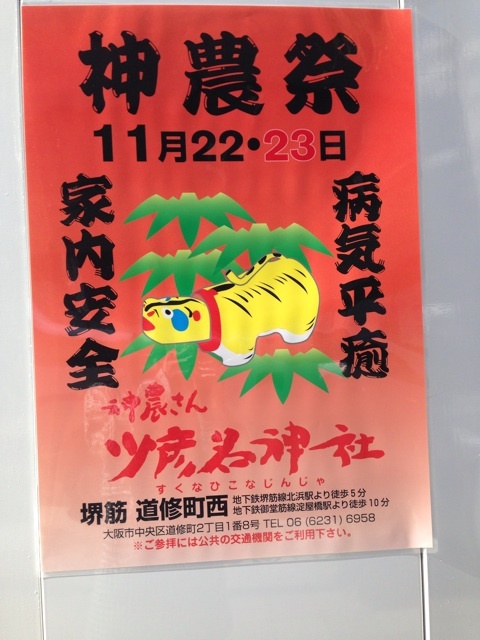 神農祭
11月22・23日
病気平癒
家内安全
神農さん
少彦名神社
すくなひこなじんじゃ
堺筋 道修町西
地下鉄堺筋線北浜駅より徒歩5分
地下鉄御堂筋線淀屋橋駅より徒歩10分
大阪市中央区道修町2丁目1番8号 TEL 06 (6231) 6958
※ご参拝には公共の交通機関をご利用下さい。